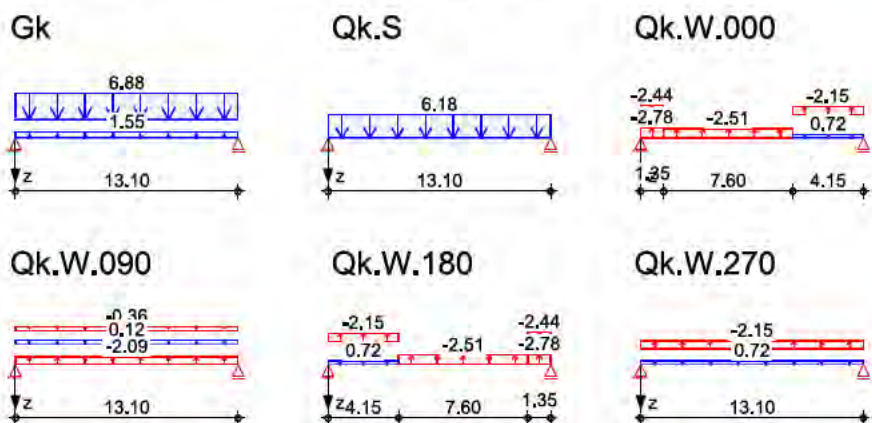 Gk
Qk.S
Qk.W.000
6.88
1.55
6.18
-2.44
-2.78
-2.51
-2.15
0.72
z
z
z
13.10
13.10
1.35
7.60
4.15
Qk.W.090
Qk.W.180
Qk.W.270
-0.36
0.12
-2.09
-2.15
0.72
-2.51
-2.44
-2.78
-2.15
0.72
z
z
z
13.10
4.15
7.60
1.35
13.10